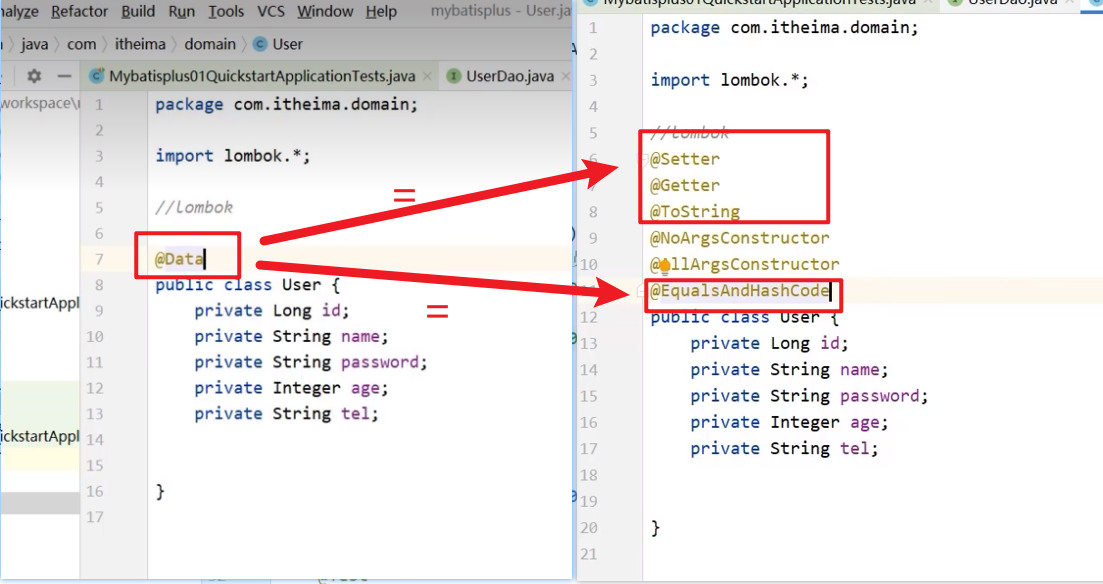 nalyze Refactor Build Run Tools VCS Window Help mybatisplus - User.ja
java com itheima domain User
Mybatisplus01QuickstartApplicationTests.java UserDao.java
workspace\
1 package com.itheima.domain;
2
3 import lombok.*;
4
5 //lombok
6
7 @Data
8 public class User {
9 private Long id;
10 private String name;
11 private String password;
12 private Integer age;
13 private String tel;
14
15
16 }
17
ickstartAppl
ickstartAppl
=
=
Mybatisplus01QuickstartApplicationTests.java UserDao.java
1 package com.itheima.domain;
2
3 import lombok.*;
4
5 //lombok
6 @Setter
7 @Getter
8 @ToString
9 @NoArgsConstructor
10 @AllArgsConstructor
@EqualsAndHashCode
12 public class User {
13 private Long id;
14 private String name;
15 private String password;
16 private Integer age;
17 private String tel;
18
19
20 }
21